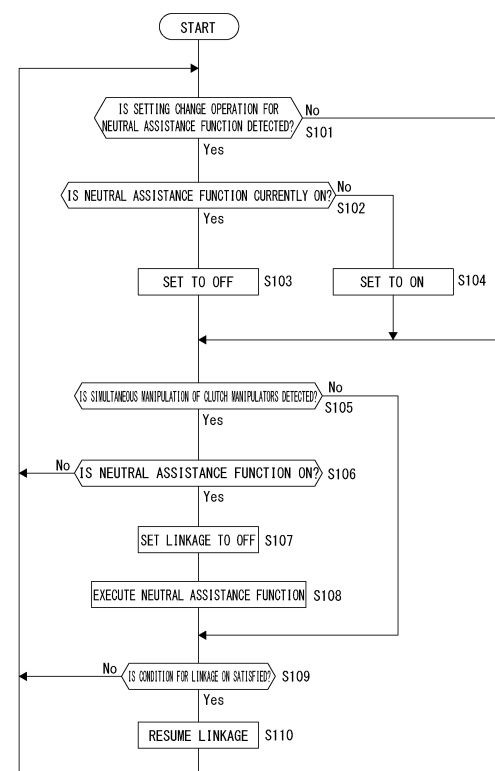 START
IS SETTING CHANGE OPERATION FOR
NEUTRAL ASSISTANCE FUNCTION DETECTED?
No
S101
Yes
IS NEUTRAL ASSISTANCE FUNCTION CURRENTLY ON?
No
S102
Yes
SET TO OFF
S103
SET TO ON
S104
IS SIMULTANEOUS MANIPULATION OF CLUTCH MANIPULATORS DETECTED?
No
S105
Yes
No
IS NEUTRAL ASSISTANCE FUNCTION ON?
S106
Yes
SET LINKAGE TO OFF
S107
EXECUTE NEUTRAL ASSISTANCE FUNCTION
S108
No
IS CONDITION FOR LINKAGE ON SATISFIED?
S109
Yes
RESUME LINKAGE
S110